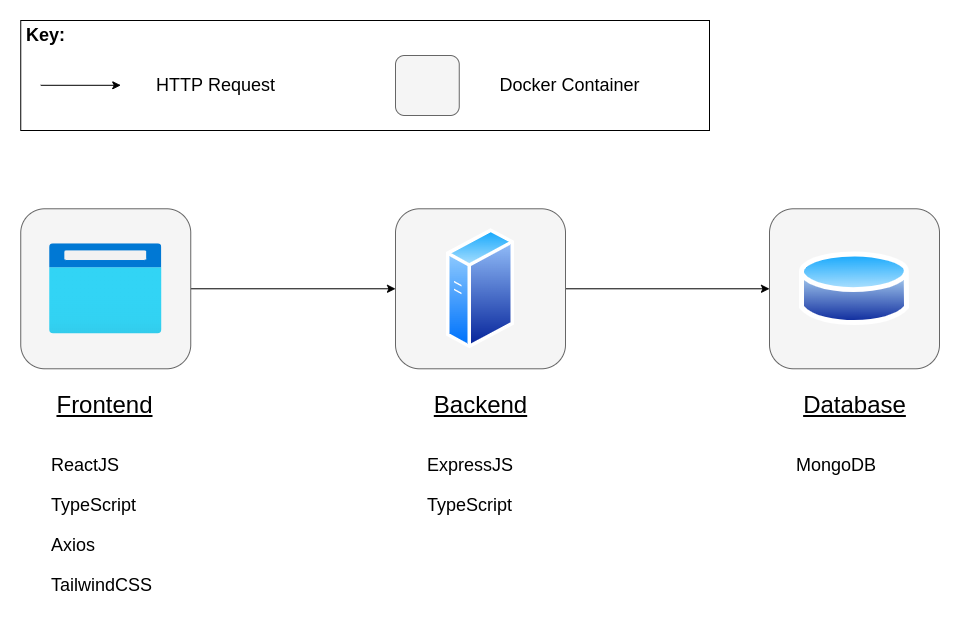 Key:
HTTP Request
Docker Container
Frontend
Backend
Database
ReactJS
ExpressJS
MongoDB
TypeScript
TypeScript
Axios
TailwindCSS